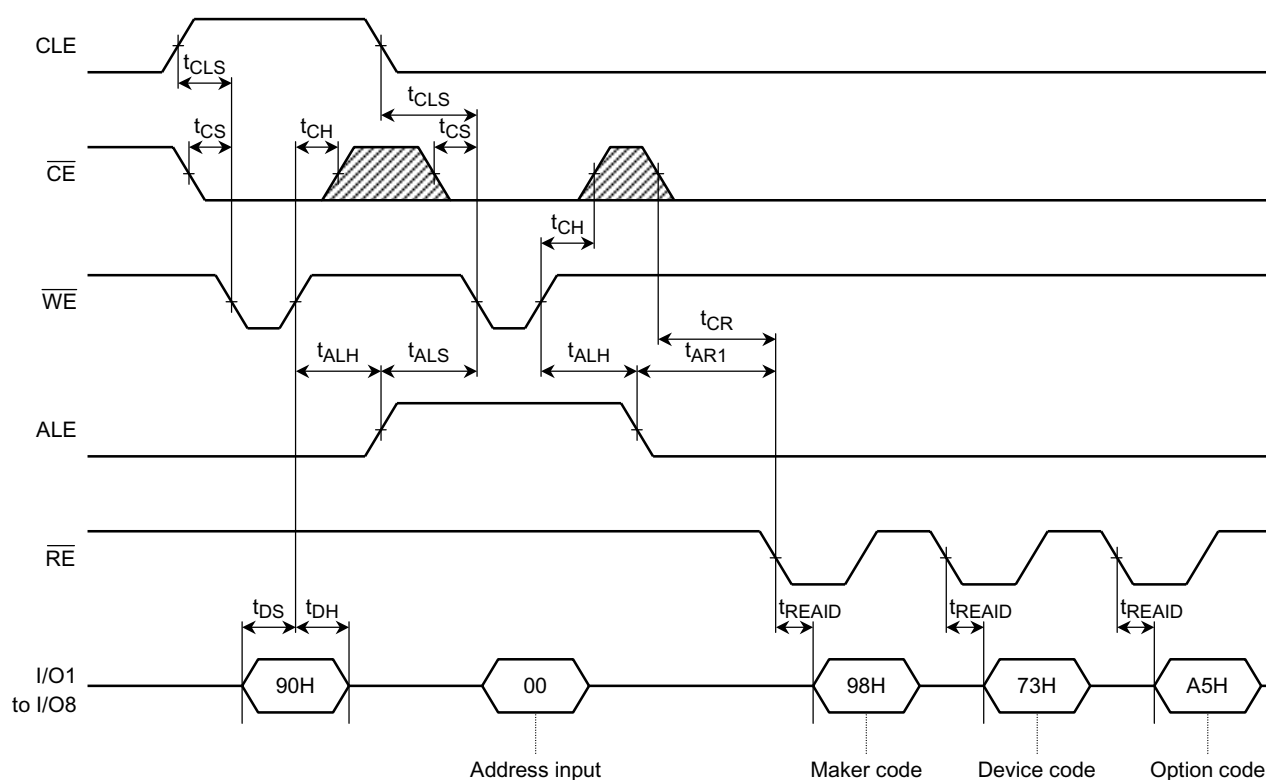 CLE
tCLS
tCLS
tCS
tCH
tCS
CE
tCH
WE
tCR
tALH
tALS
tALH
tAR1
ALE
RE
tDS
tDH
tREAID
tREAID
tREAID
I/O1
to I/O8
90H
00
98H
73H
A5H
Address input
Maker code
Device code
Option code